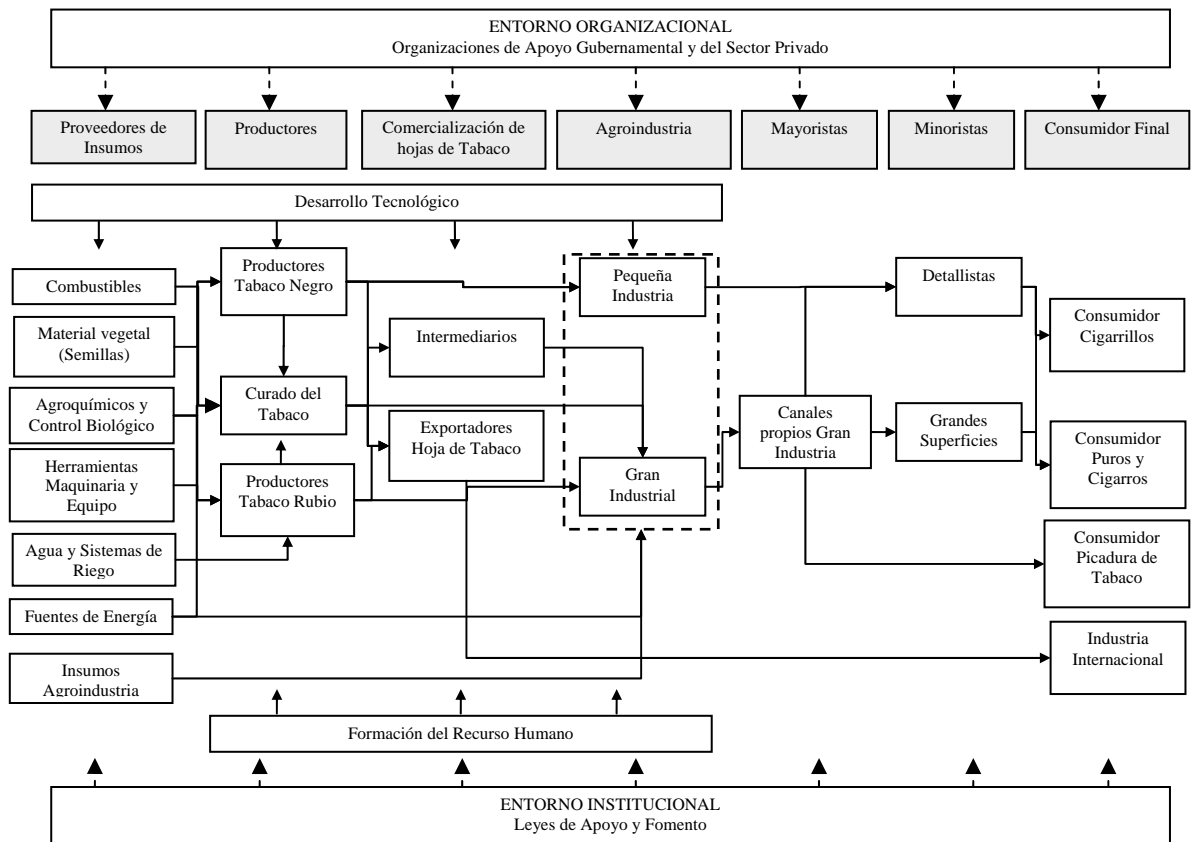 ENTORNO ORGANIZACIONAL
Organizaciones de Apoyo Gubernamental y del Sector Privado
Proveedores de
Insumos
Productores
Comercialización de
hojas de Tabaco
Agroindustria
Mayoristas
Minoristas
Consumidor Final
Desarrollo Tecnológico
Combustibles
Material vegetal
(Semillas)
Agroquímicos y
Control Biológico
Herramientas
Maquinaria y
Equipo
Agua y Sistemas de
Riego
Fuentes de Energía
Insumos
Agroindustria
Productores
Tabaco Negro
Curado del
Tabaco
Productores
Tabaco Rubio
Intermediarios
Exportadores
Hoja de Tabaco
Pequeña
Industria
Gran
Industrial
Canales
propios Gran
Industria
Detallistas
Grandes
Superficies
Consumidor
Cigarrillos
Consumidor
Puros y
Cigarros
Consumidor
Picadura de
Tabaco
Industria
Internacional
Formación del Recurso Humano
ENTORNO INSTITUCIONAL
Leyes de Apoyo y Fomento